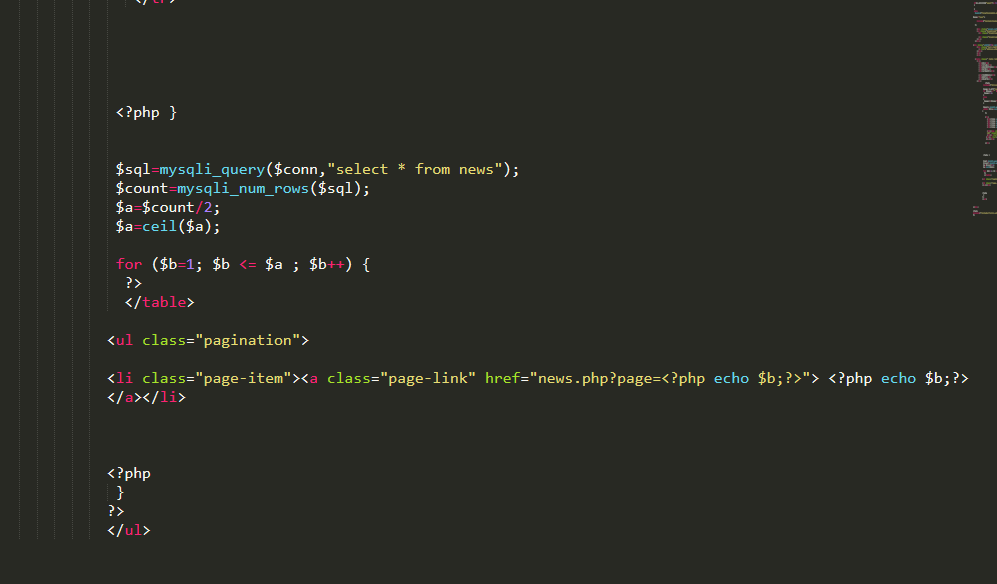 </tr>
<?php }
$sql=mysqli_query($conn,"select * from news");
$count=mysqli_num_rows($sql);
$a=$count/2;
$a=ceil($a);
for ($b=1; $b <= $a ; $b++) {
?>
</table>
<ul class="pagination">
<li class="page-item"><a class="page-link" href="news.php?page=<?php echo $b;?>"> <?php echo $b;?>
</a></li>
<?php
}
?>
</ul>